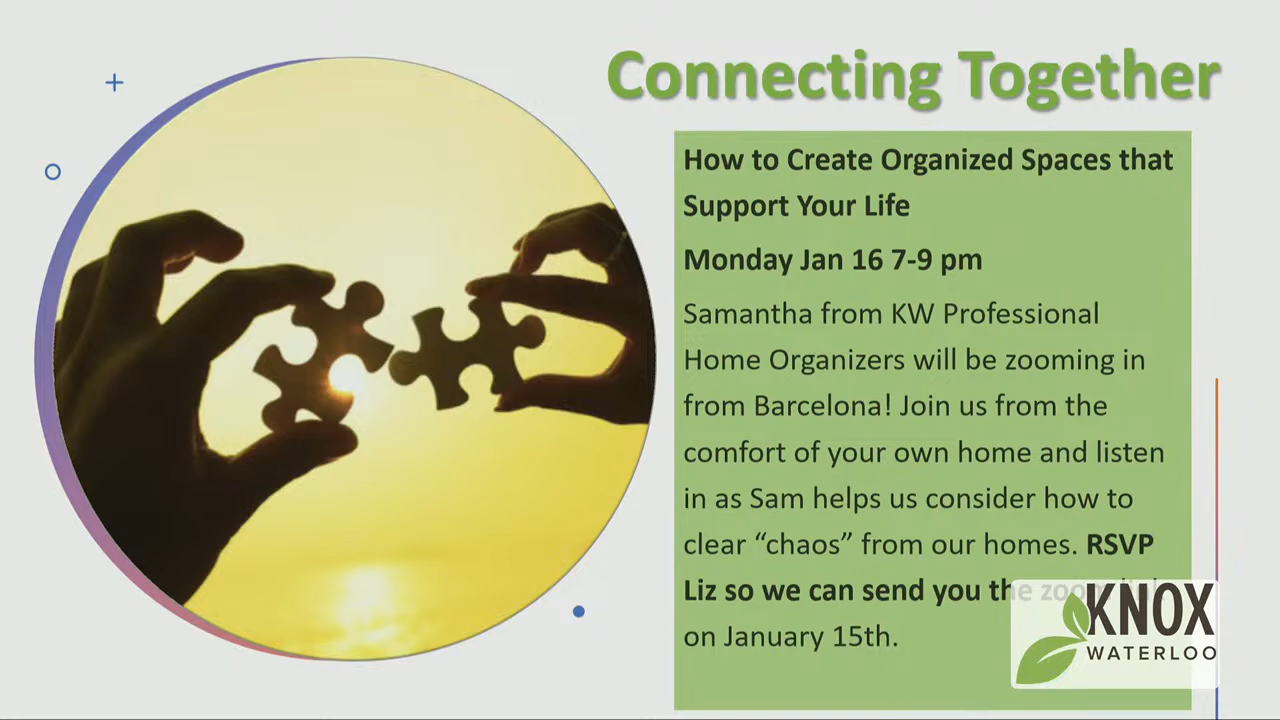 Connecting Together
How to Create Organized Spaces that
Support Your Life
Monday Jan 16 7-9 pm
Samantha from KW Professional
Home Organizers will be zooming in
from Barcelona! Join us from the
comfort of your own home and listen
in as Sam helps us consider how to
clear “chaos” from our homes. RSVP
Liz so we can send you the zoom
on January 15th.
KNOX
WATERLOO